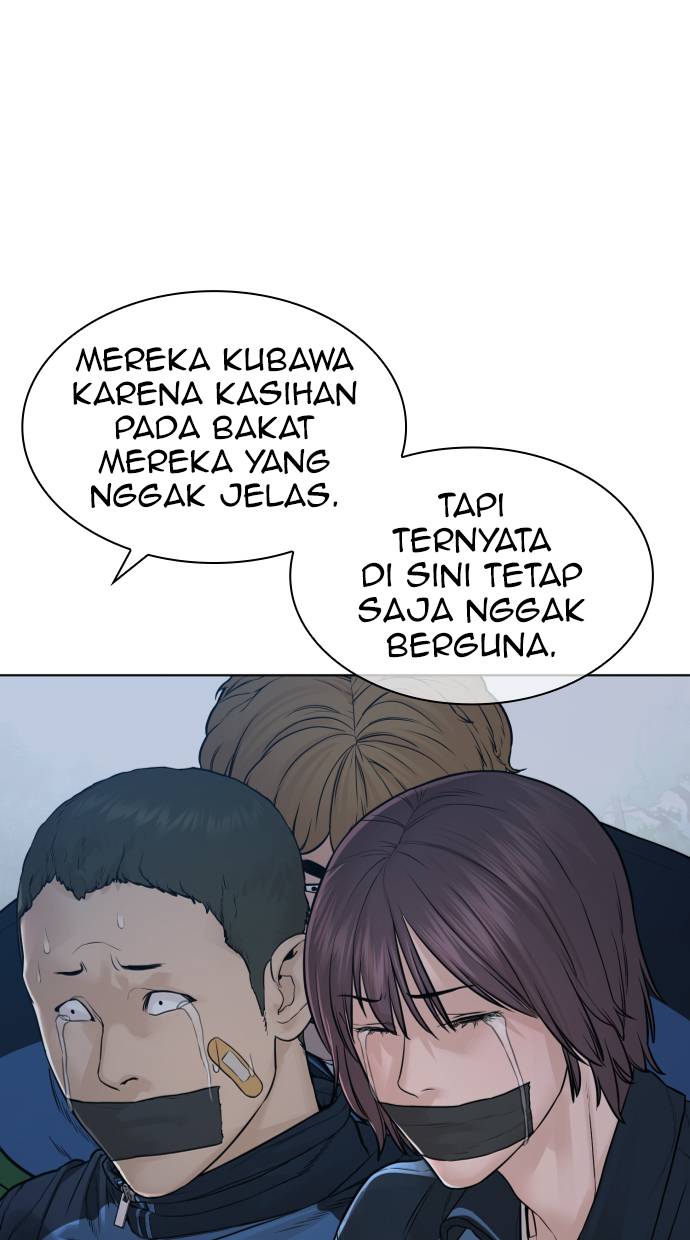 MEREKA KUBAWA
KARENA KASIHAN
PADA BAKAT
MEREKA YANG
NGGAK JELAS.
TAPI
TERNYATA
DI SINI TETAP
SAJA NGGAK
BERGUNA.